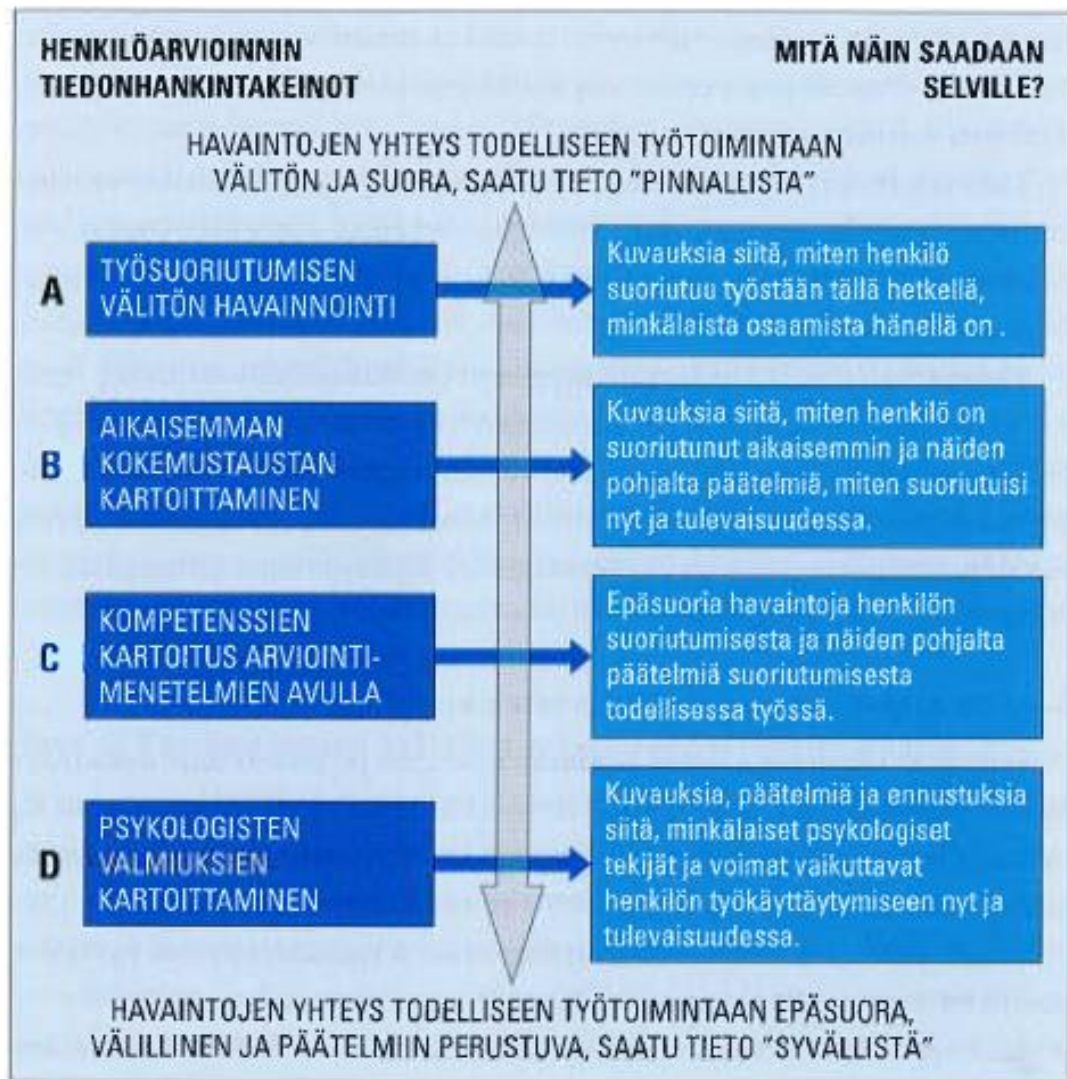 HENKILÖARVIOINNIN
TIEDONHANKINTAKEINOT
MITÄ NÄIN SAADAAN
SELVILLE?
HAVAINTOJEN YHTEYS TODELLISEEN TYÖTOIMINTAAN
VÄLITÖN JA SUORA, SAATU TIETO "PINNALLISTA"
A
TYÖSUORIUTUMISEN
VÄLITÖN HAVAINNOINTI
Kuvauksia siitä, miten henkilö
suoriutuu työstään tällä hetkellä,
minkälaista osaamista hänellä on .
B
AIKAISEMMAN
KOKEMUSTAUSTAN
KARTOITTAMINEN
Kuvauksia siitä, miten henkilö on
suoriutunut aikaisemmin ja näiden
pohjalta päätelmiä, miten suoriutuisi
nyt ja tulevaisuudessa.
C
KOMPETENSSIEN
KARTOITUS ARVIOINTI-
MENETELMIEN AVULLA
Epäsuoria havaintoja henkilön
suoriutumisesta ja näiden pohjalta
päätelmiä suoriutumisesta
todellisessa työssä.
D
PSYKOLOGISTEN
VALMIUKSIEN
KARTOITTAMINEN
Kuvauksia, päätelmiä ja ennustuksia
siitä, minkälaiset psykologiset
tekijät ja voimat vaikuttavat
henkilön työkäyttäytymiseen nyt ja
tulevaisuudessa.
HAVAINTOJEN YHTEYS TODELLISEEN TYÖTOIMINTAAN EPÄSUORA,
VÄLILLINEN JA PÄÄTELMIIN PERUSTUVA, SAATU TIETO "SYVÄLLISTÄ"